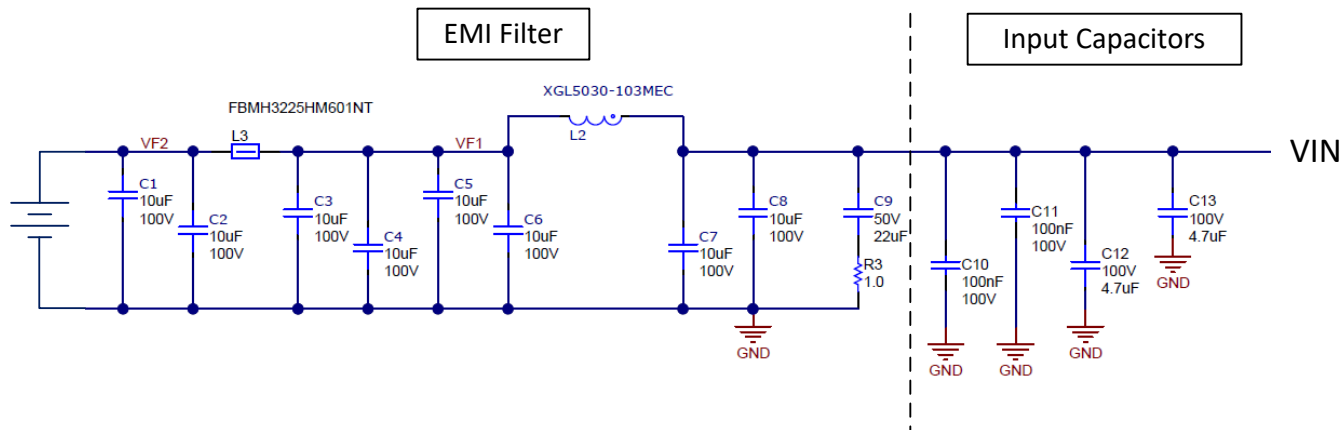 EMI Filter
Input Capacitors
XGL5030-103MEC
FBMH3225HM601NT
VF2
L3
VF1
L2
VIN
C1
10uF
100V
C2
10uF
100V
C3
10uF
100V
C4
10uF
100V
C5
10uF
100V
C6
10uF
100V
C7
10uF
100V
C8
10uF
100V
C9
50V
22uF
R3
1.0
GND
C10
100nF
100V
GND
C11
100nF
100V
GND
C12
100V
4.7uF
GND
C13
100V
4.7uF
GND